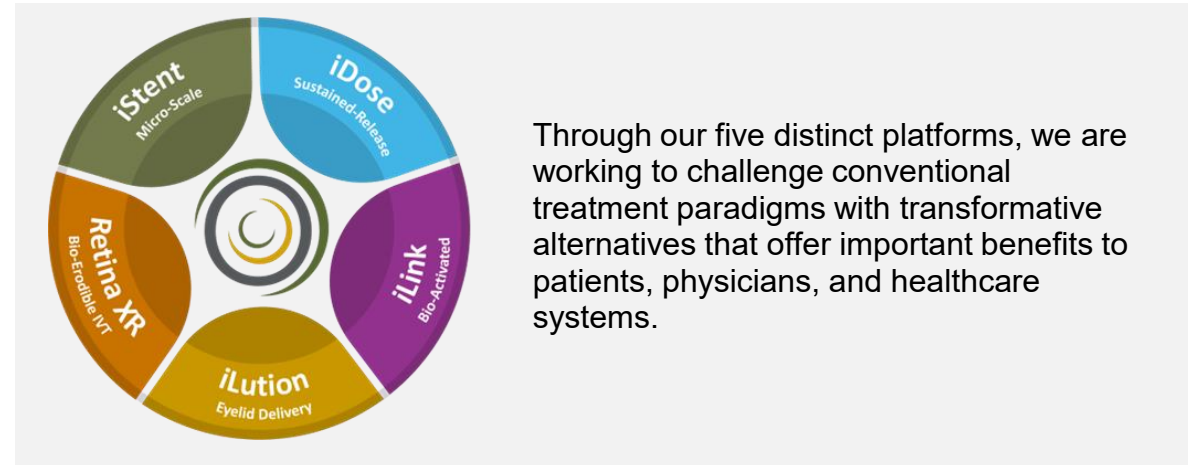 iStent
Micro-Scale
iDose
Sustained-Release
iLink
Bio-Activated
iLution
Eyelid Delivery
Retina XR
Bio-Erodible IVT
Through our five distinct platforms, we are
working to challenge conventional
treatment paradigms with transformative
alternatives that offer important benefits to
patients, physicians, and healthcare
systems.